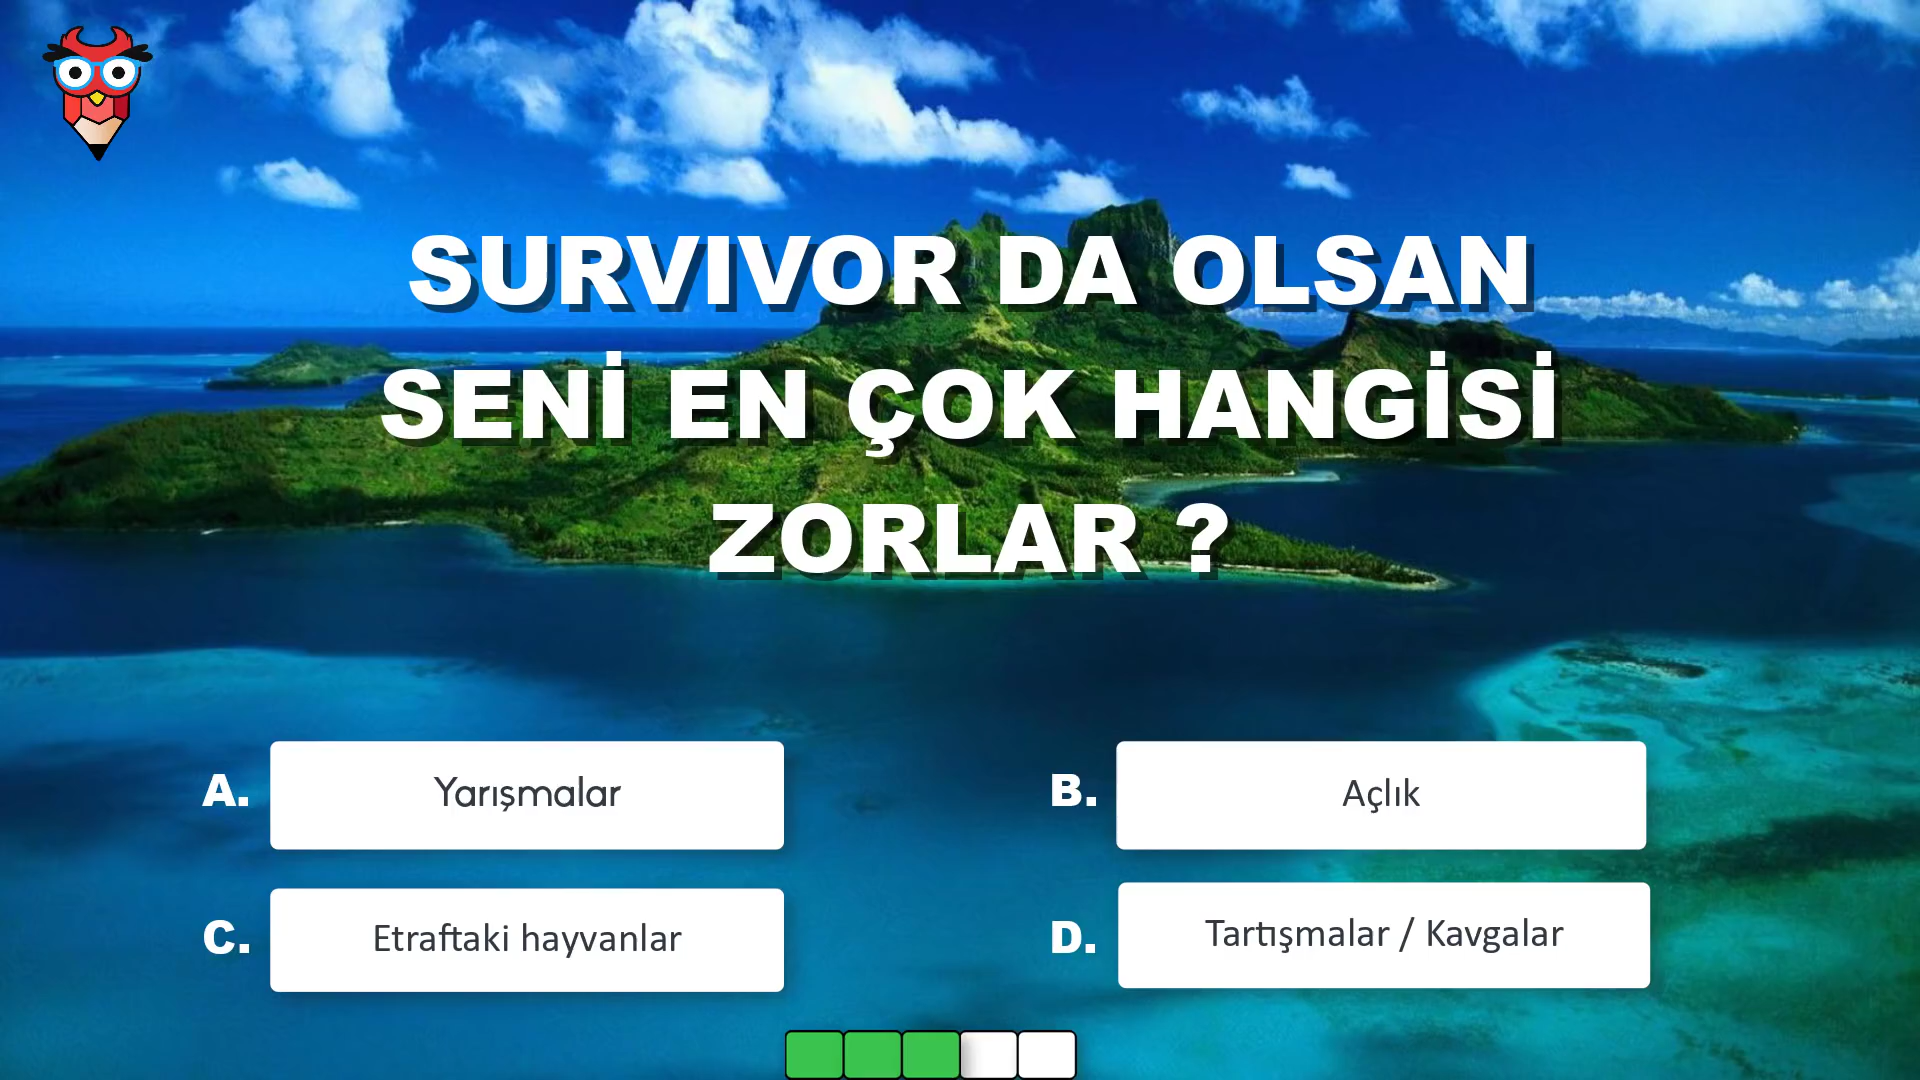 SURVIVOR DA OLSAN
SENİ EN ÇOK HANGİSİ
ZORLAR ?
A. Yarışmalar
B. Açlık
C. Etraftaki hayvanlar
D. Tartışmalar / Kavgalar